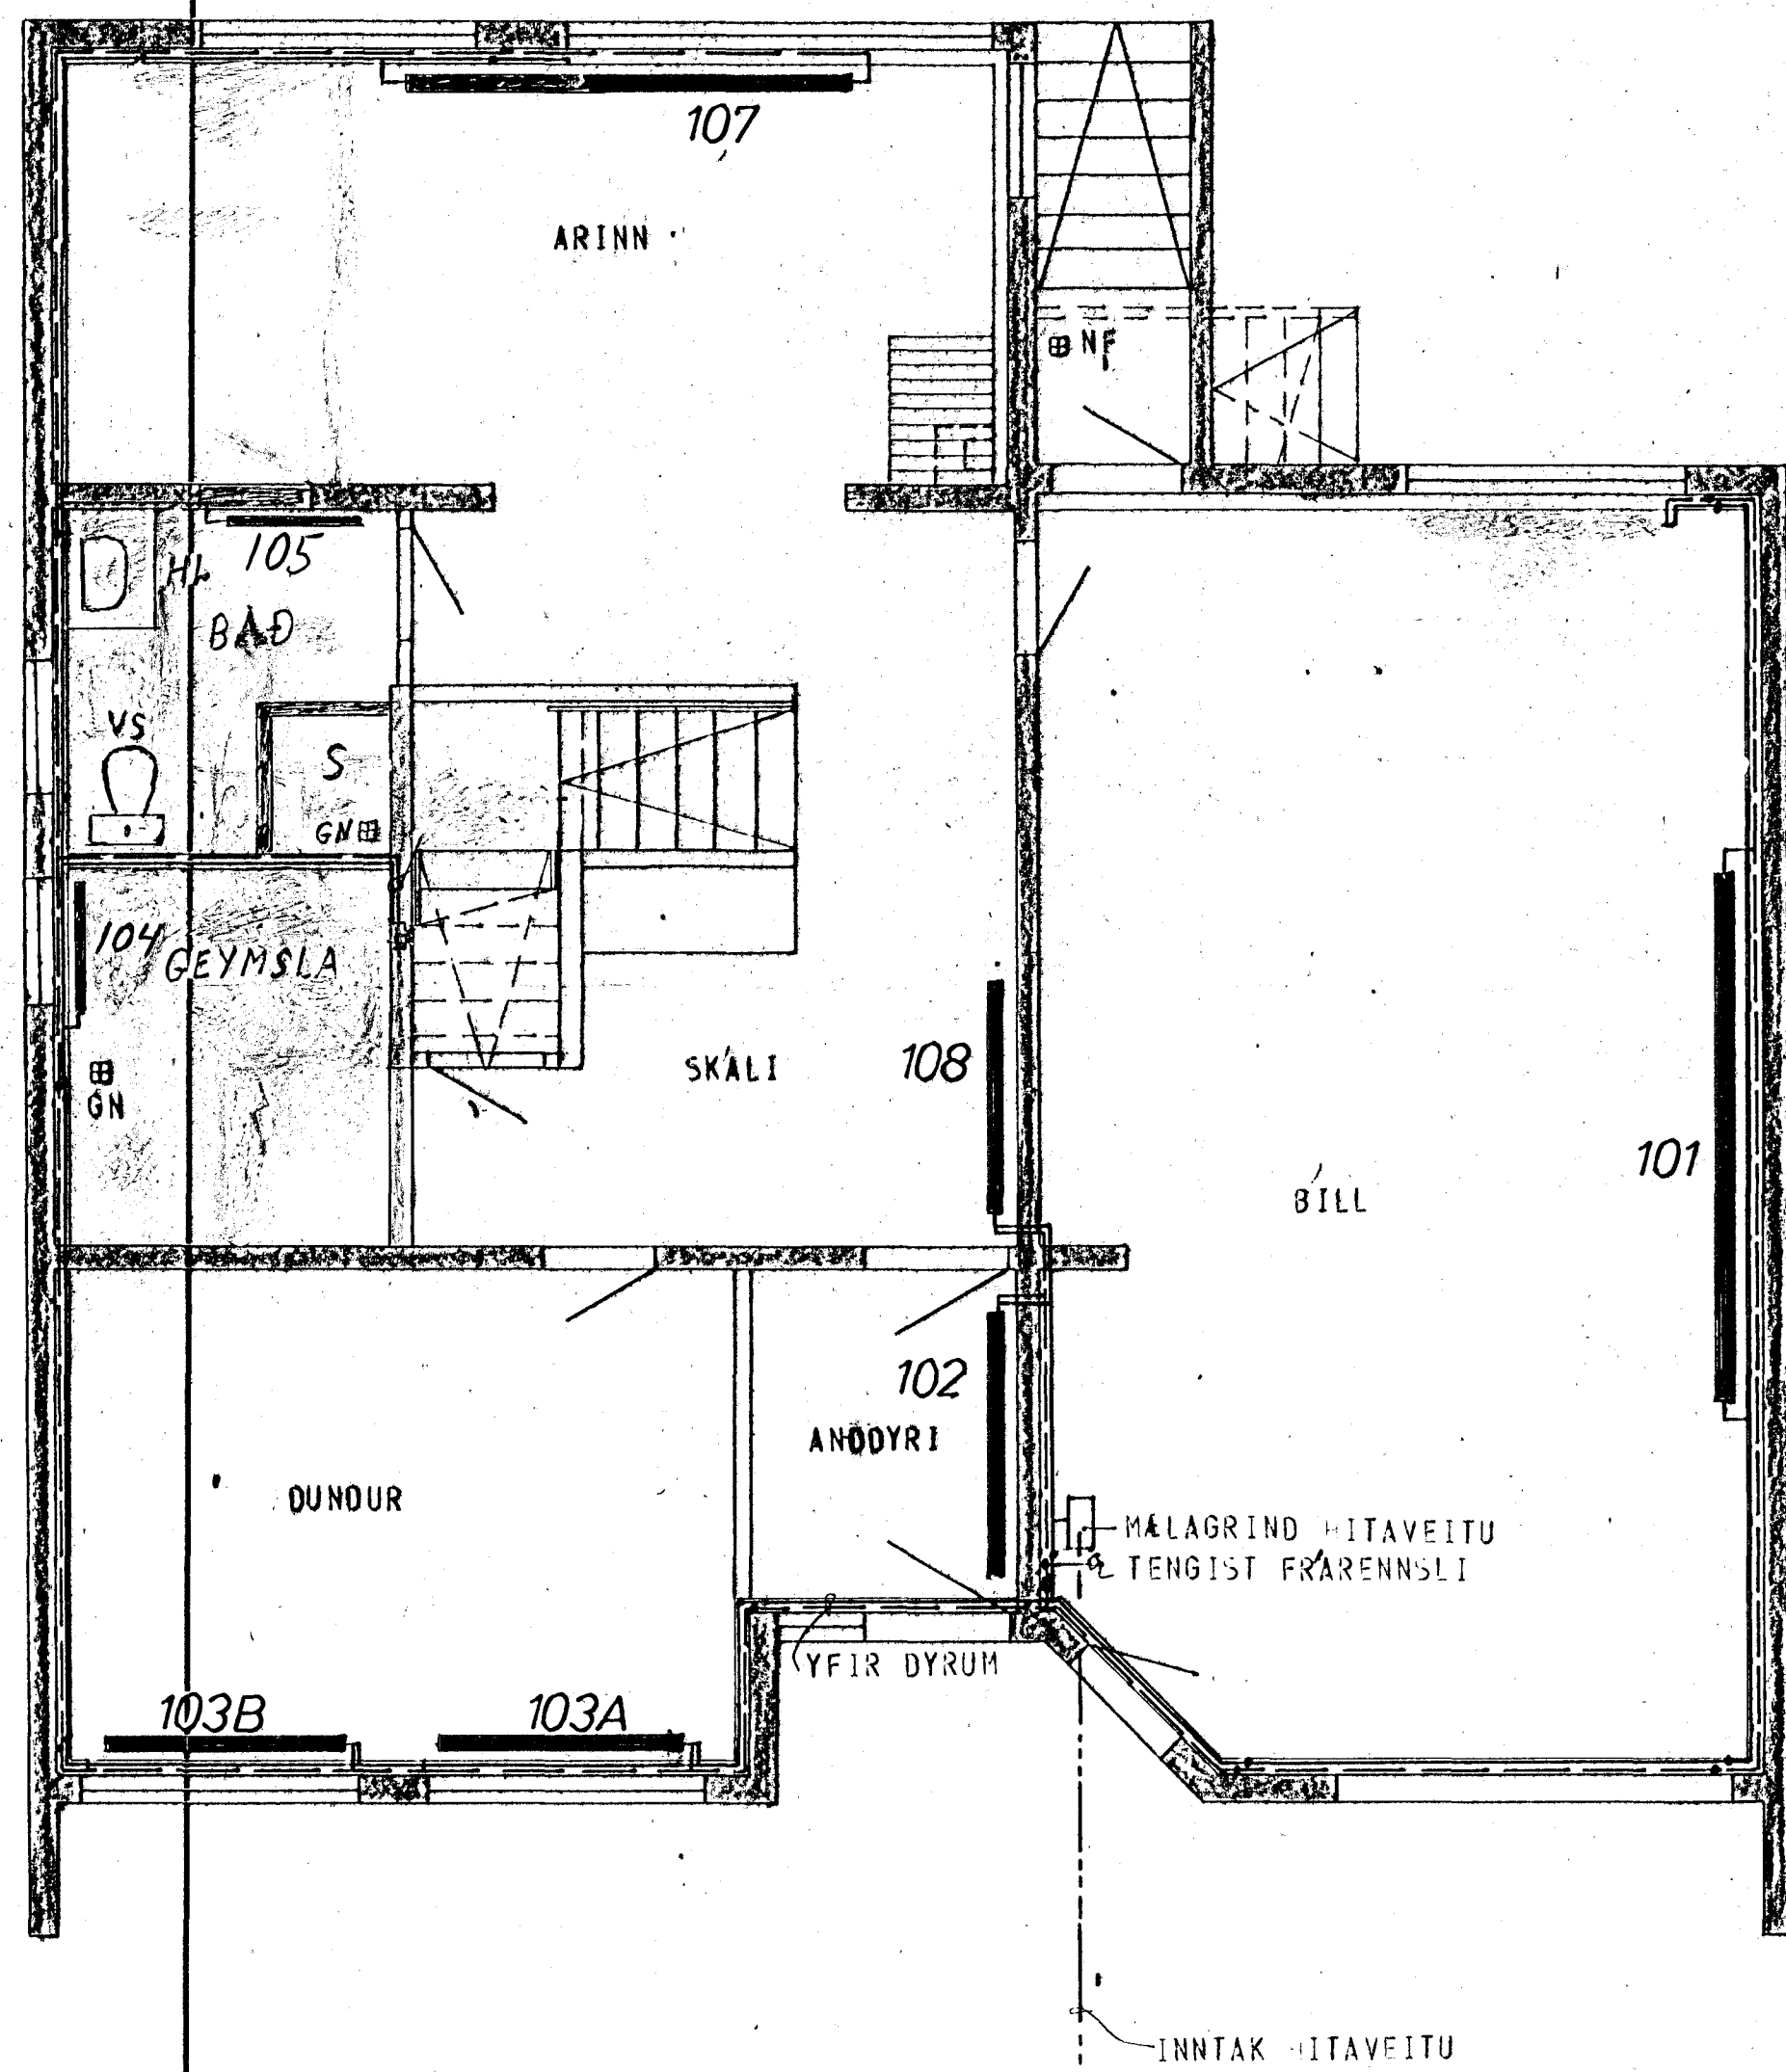 107
ARINN
NF
105
HL
BAÐ
VS
S
GN
104
GEYMSLA
GN
SKÁLI
108
101
BÍLL
102
ANDDYRI
DUNDUR
MÆLAGRIND HITAVEITU
TENGIST FRÁRENNSLI
YFIR DYRUM
103B
103A
INNTAK HITAVEITU